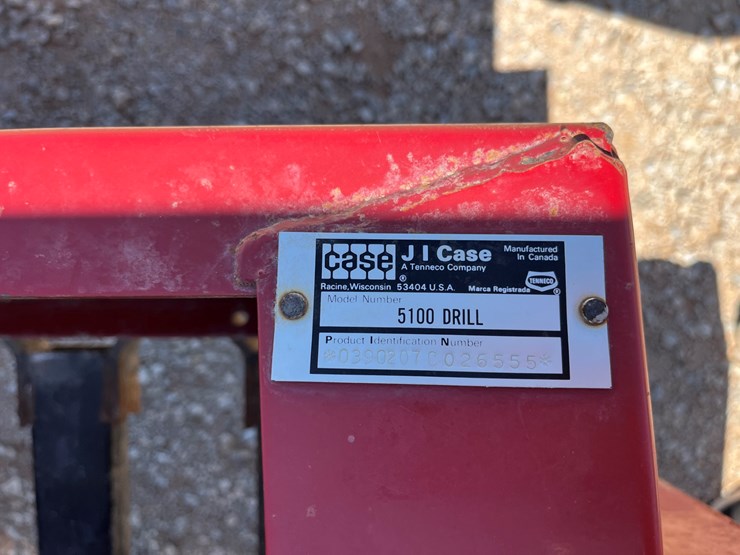 case J I Case Manufactured In Canada
A Tenneco Company
Racine, Wisconsin 53404 U.S.A. Marca Registrada TENNECO ®
Model Number
5100 DRILL
Product Identification Number